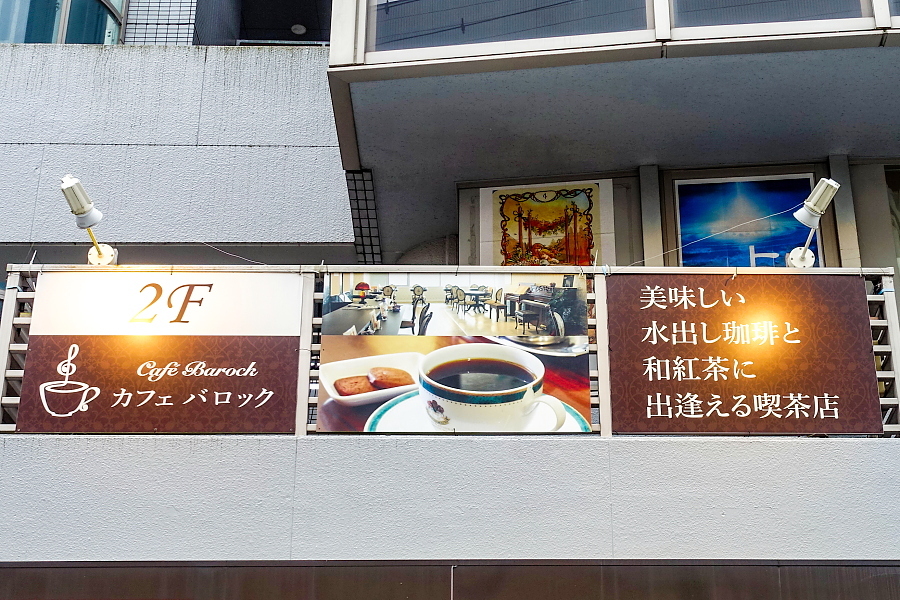 2F
Café Barock
カフェ バロック
美味しい
水出し珈琲と
和紅茶に
出逢える喫茶店